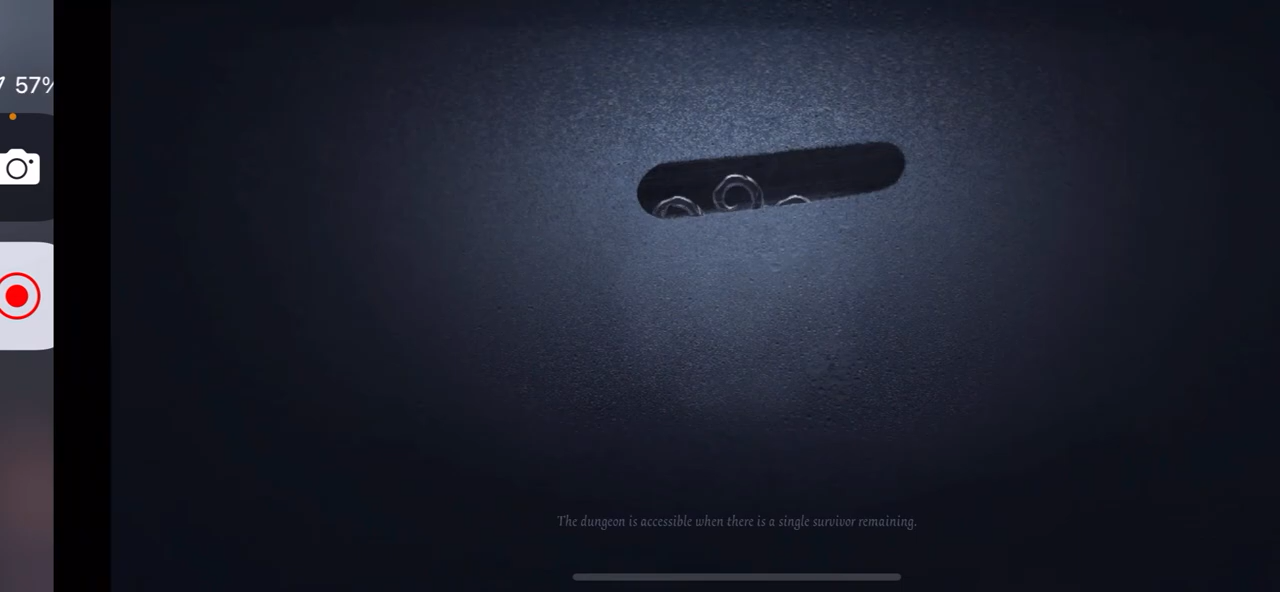 57%
The dungeon is accessible when there is a single survivor remaining.